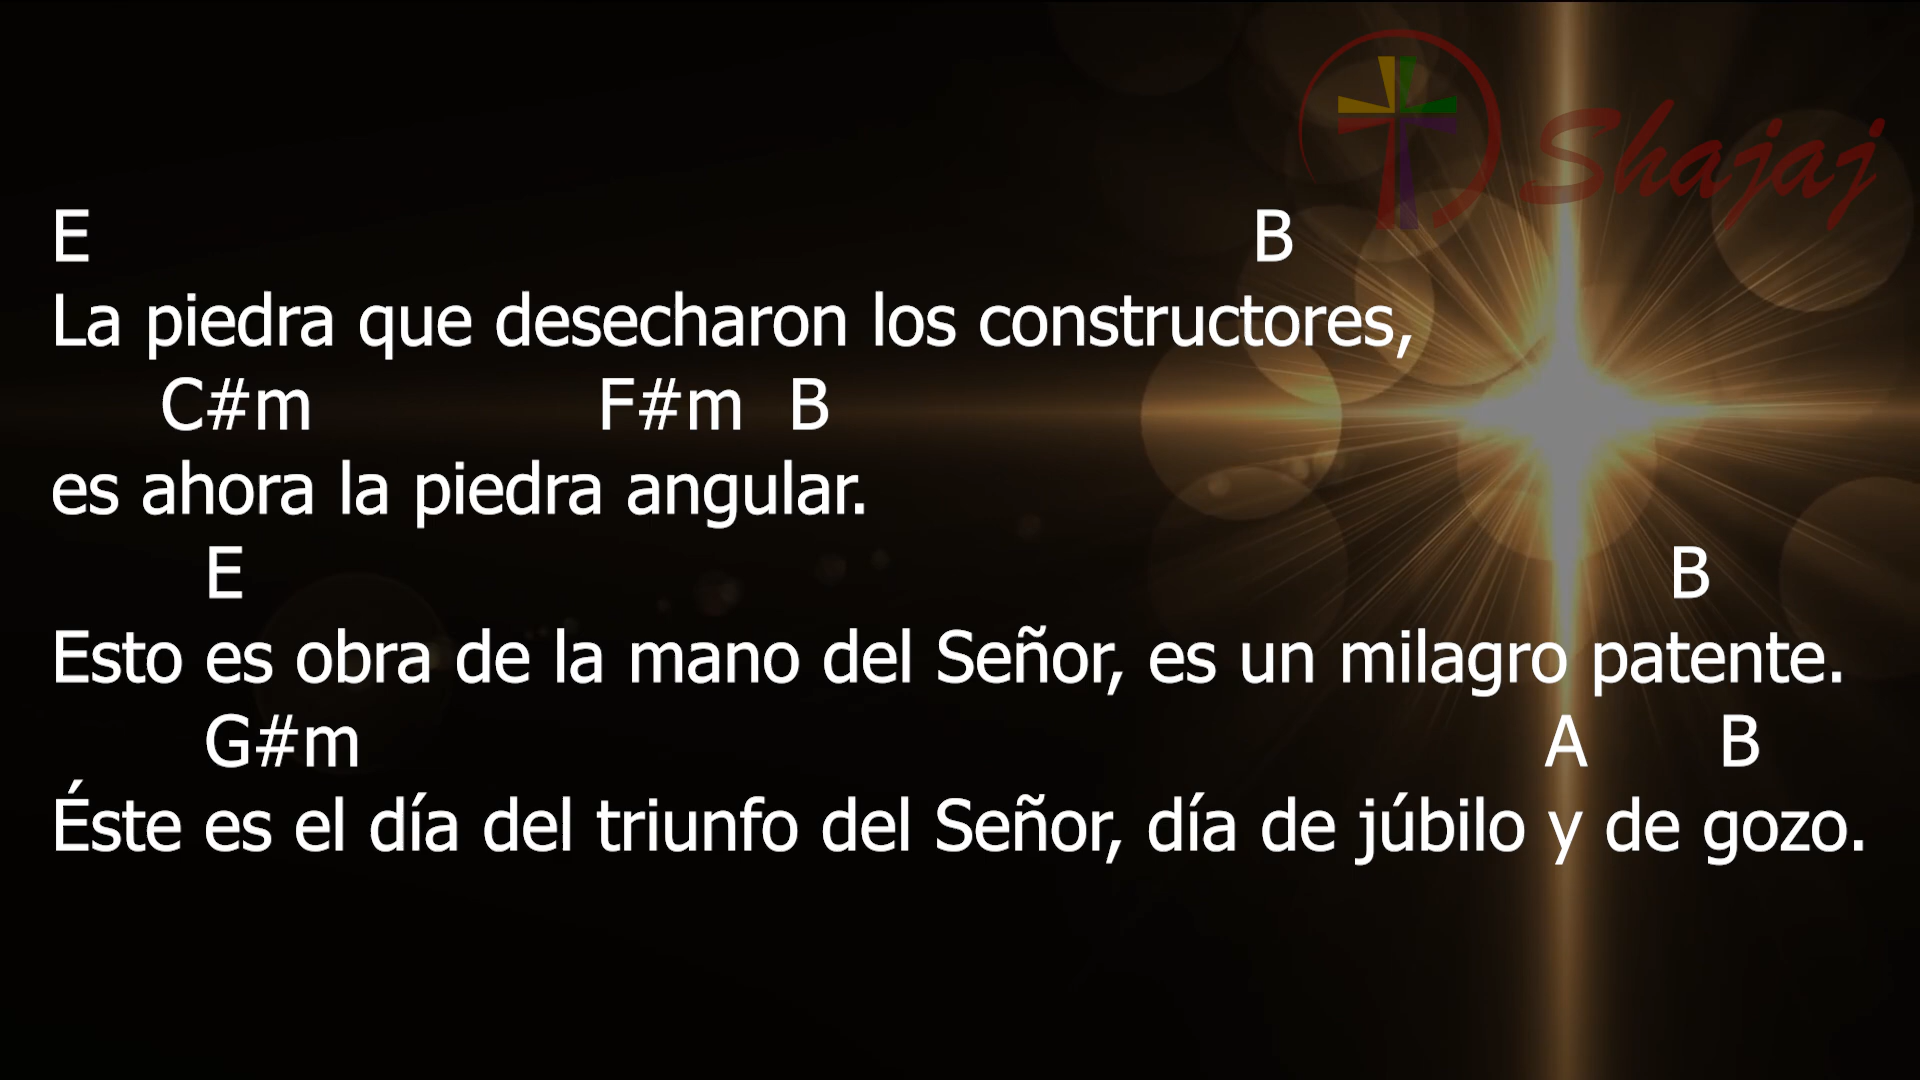 Shajaj
E B
La piedra que desecharon los constructores,
C#m F#m B
es ahora la piedra angular.
E B
Esto es obra de la mano del Señor, es un milagro patente.
G#m A B
Éste es el día del triunfo del Señor, día de júbilo y de gozo.